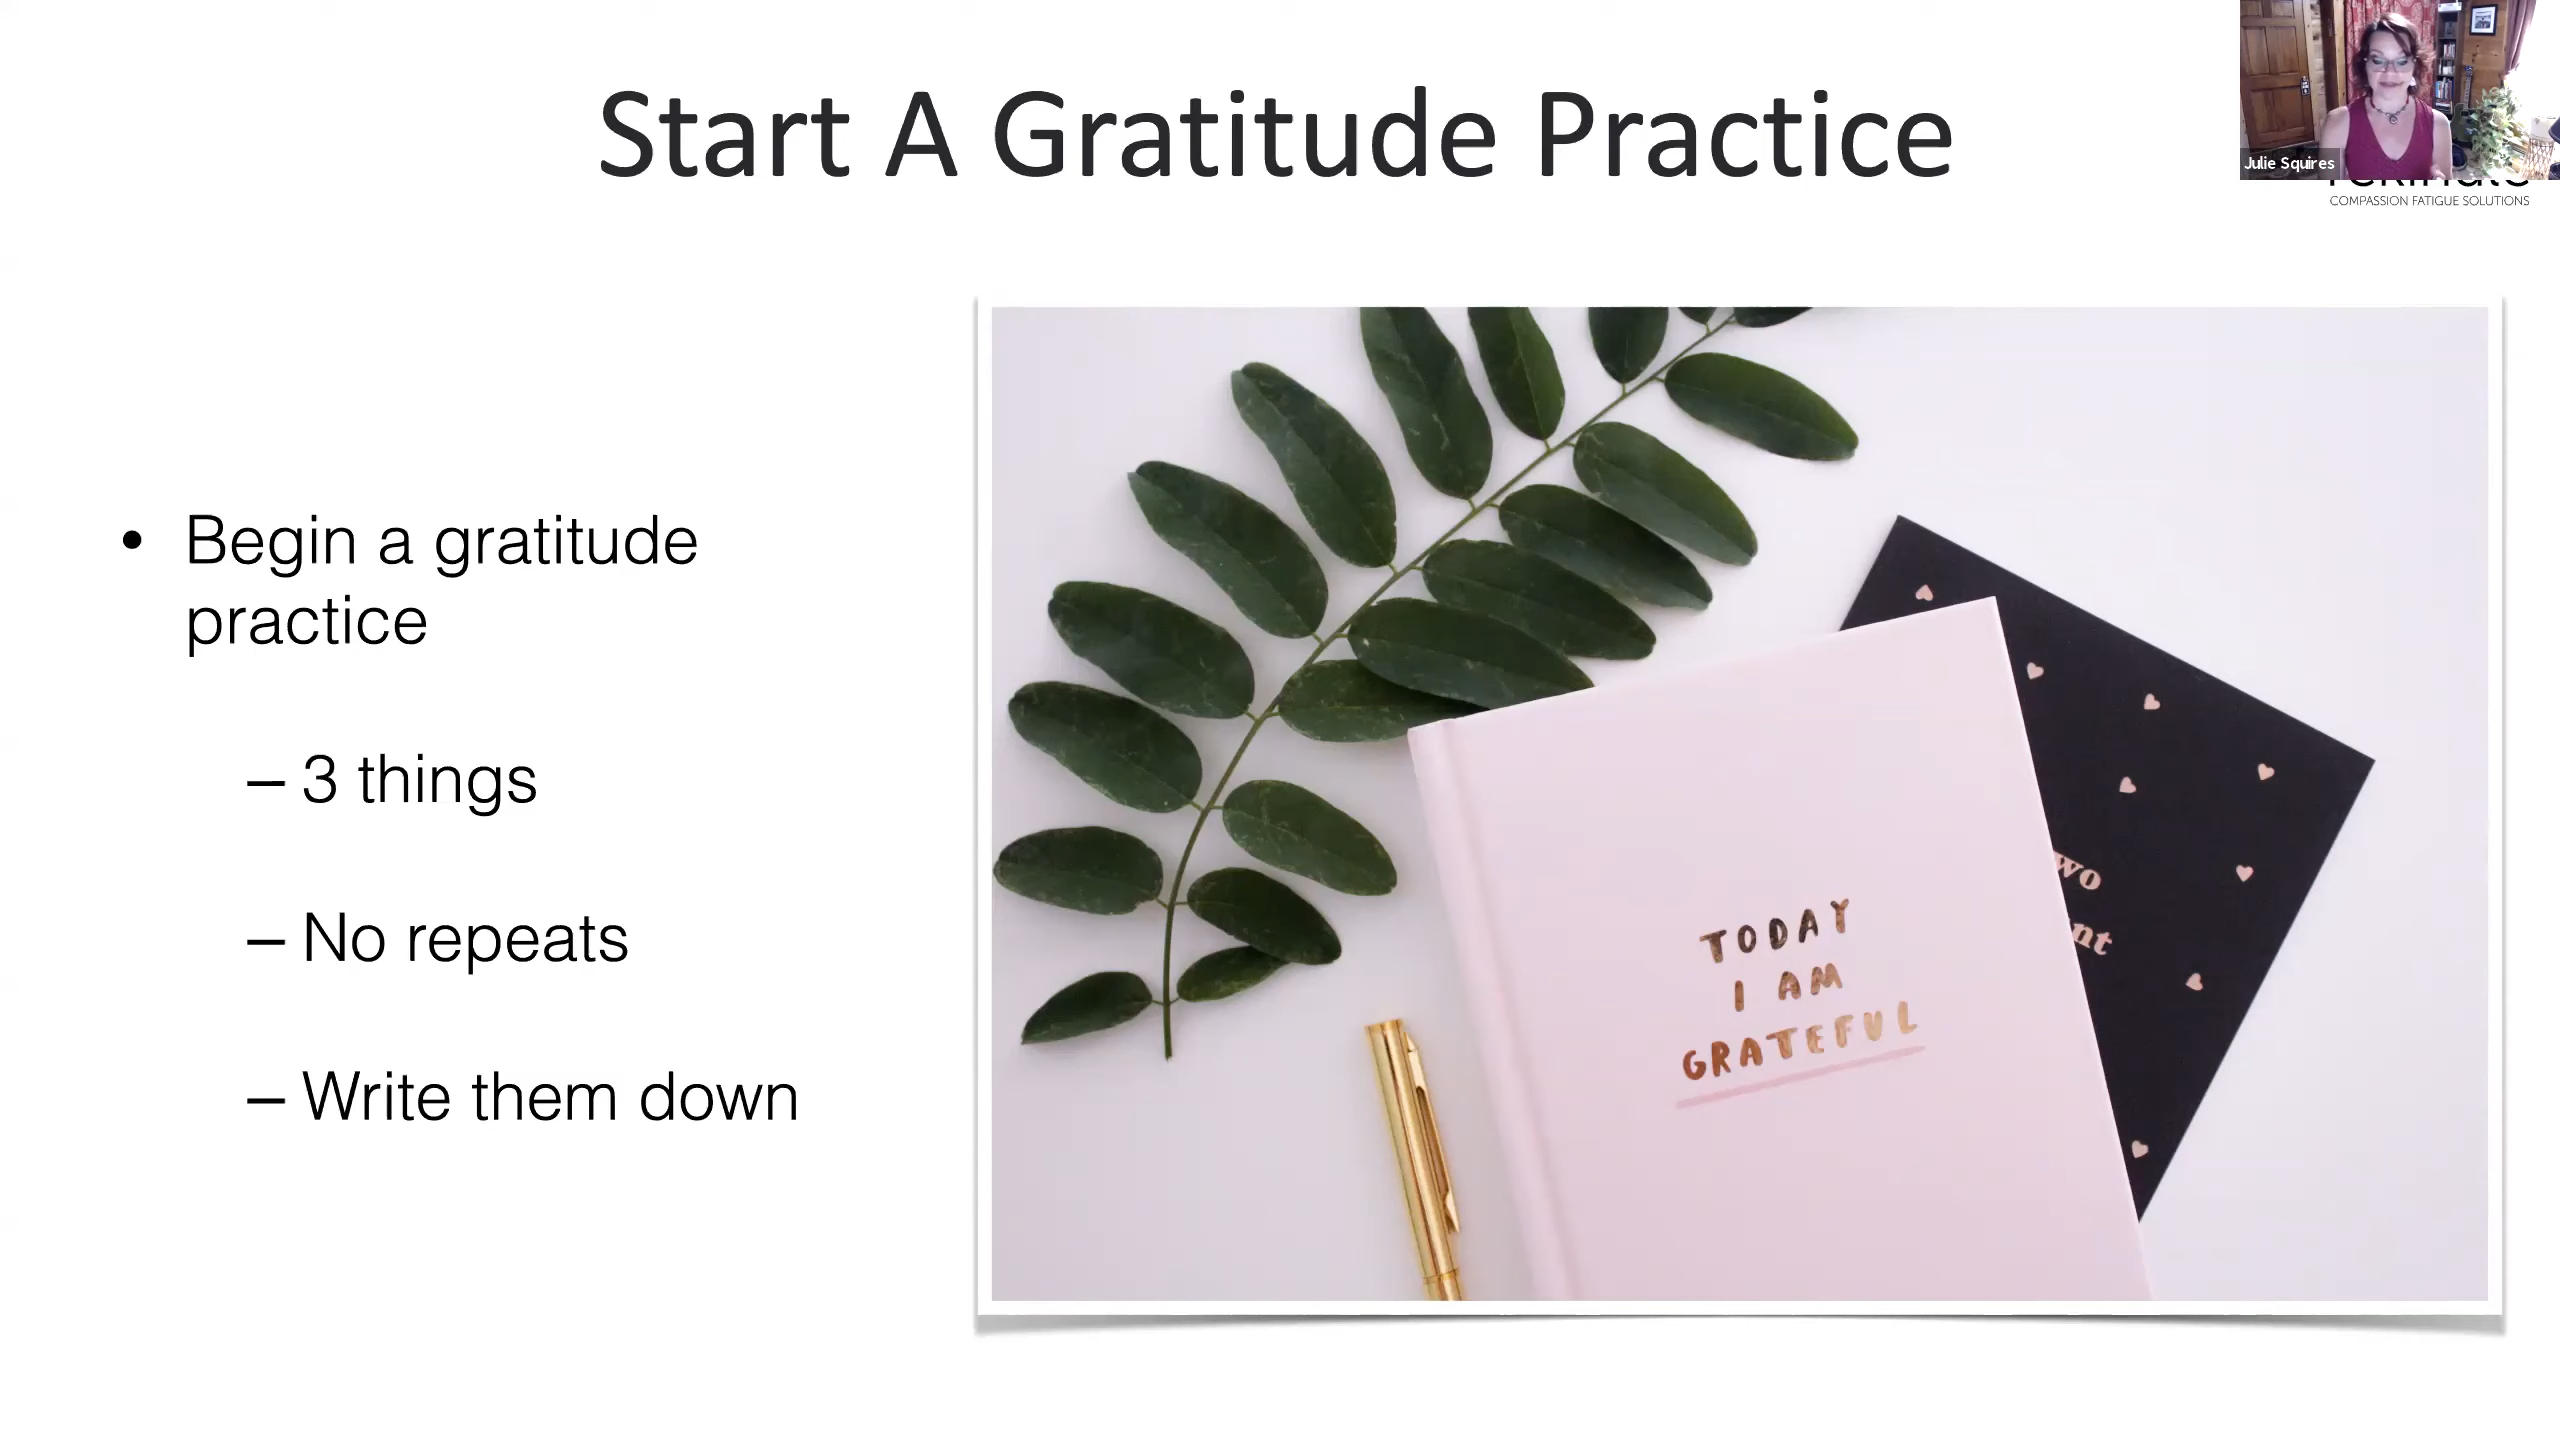 Start A Gratitude Practice
Julie Squires
COMPASSION FATIGUE SOLUTIONS
• Begin a gratitude
practice
– 3 things
– No repeats
– Write them down
TODAY
I AM
GRATEFUL